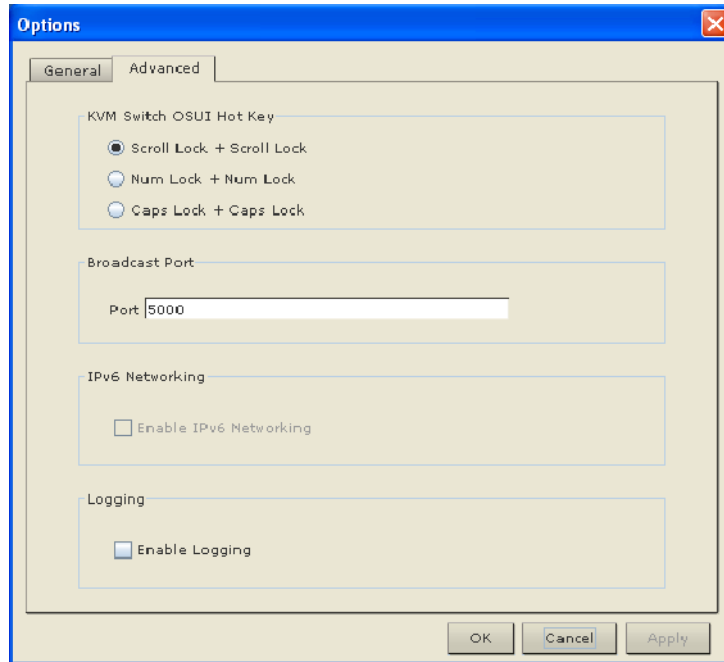 Options
General Advanced
KVM Switch OSUI Hot Key
Scroll Lock + Scroll Lock
Num Lock + Num Lock
Caps Lock + Caps Lock
Broadcast Port
Port 5000
IPv6 Networking
Enable IPv6 Networking
Logging
Enable Logging
OK Cancel Apply